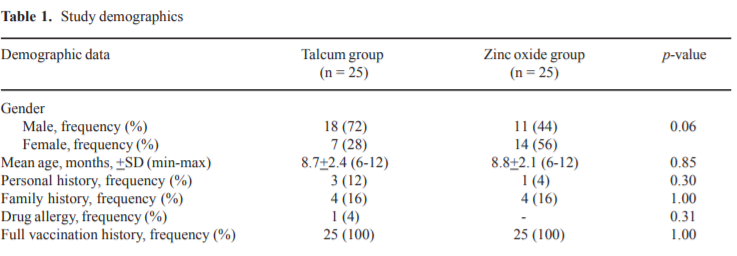 Table 1. Study demographics
Demographic data Talcum group Zinc oxide group p-value
(n = 25) (n = 25)
Gender
Male, frequency (%) 18 (72) 11 (44) 0.06
Female, frequency (%) 7 (28) 14 (56)
Mean age, months, ±SD (min-max) 8.7±2.4 (6-12) 8.8±2.1 (6-12) 0.85
Personal history, frequency (%) 3 (12) 1 (4) 0.30
Family history, frequency (%) 4 (16) 4 (16) 1.00
Drug allergy, frequency (%) 1 (4) - 0.31
Full vaccination history, frequency (%) 25 (100) 25 (100) 1.00